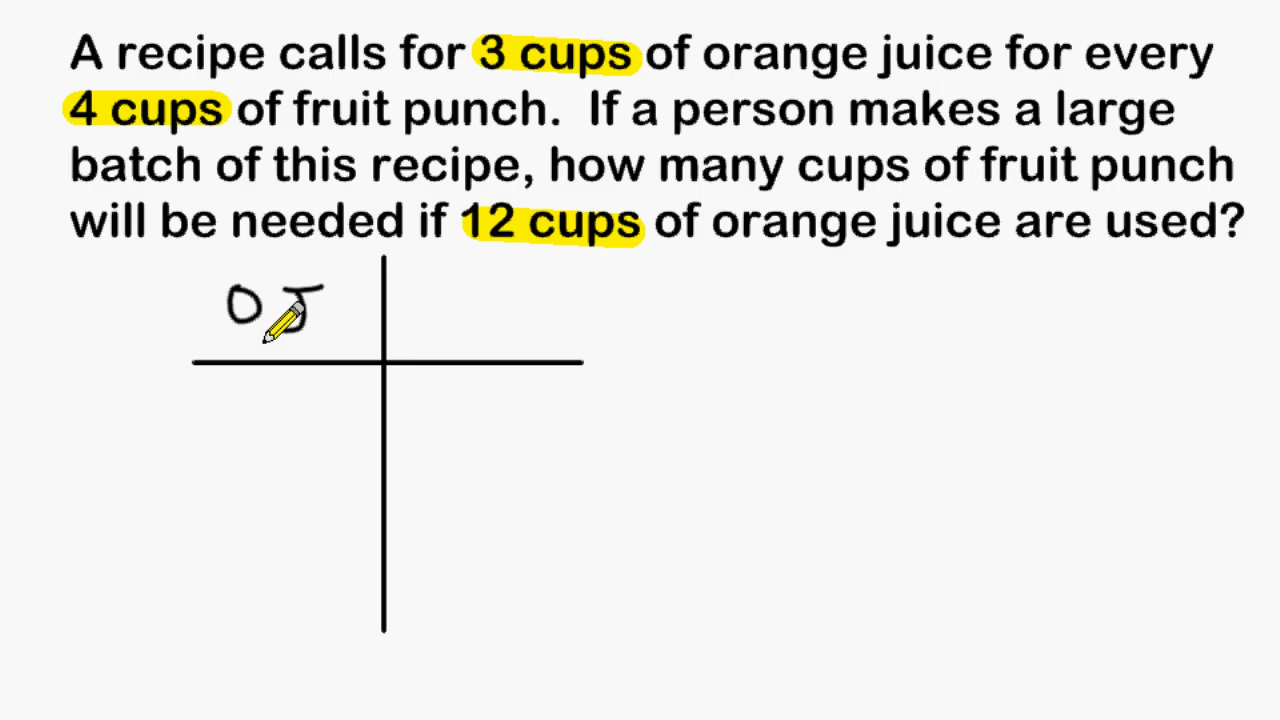 A recipe calls for 3 cups of orange juice for every
4 cups of fruit punch. If a person makes a large
batch of this recipe, how many cups of fruit punch
will be needed if 12 cups of orange juice are used?
OJ